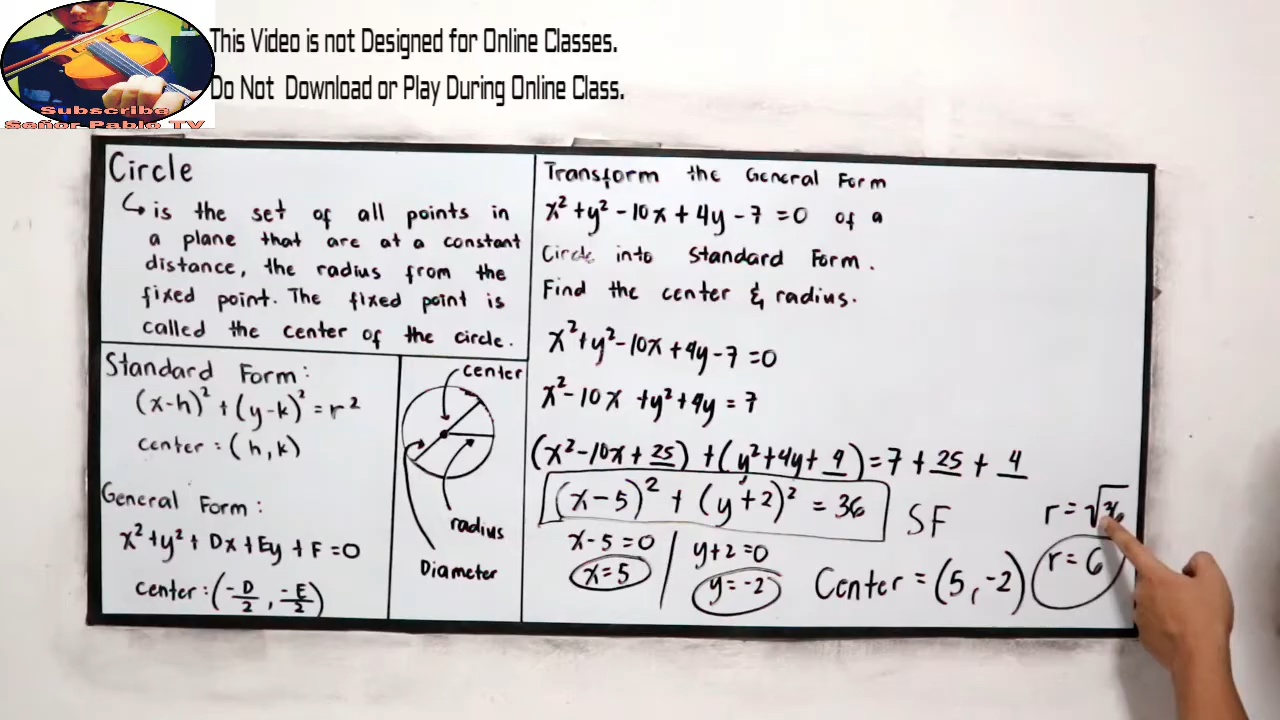 This Video is not Designed for Online Classes.
Do Not Download or Play During Online Class.
Subscribe
Señor Pablo TV
Circle
↳ is the set of all points in
a plane that are at a constant
distance, the radius from the
fixed point. The fixed point is
called the center of the circle.
Standard Form:
(x-h)² + (y-k)² = r²
center: (h,k)
General Form:
x² + y² + Dx + Ey + F = 0
center: (-D/2, -E/2)
center
radius
Diameter
Transform the General Form
x² + y² - 10x + 4y - 7 = 0 of a
Circle into Standard Form.
Find the center & radius.
x² + y² - 10x + 4y - 7 = 0
x² - 10x + y² + 4y = 7
(x² - 10x + 25) + (y² + 4y + 4) = 7 + 25 + 4
(x - 5)² + (y + 2)² = 36 SF
x - 5 = 0
x = 5
y + 2 = 0
y = -2
Center = (5, -2)
r = √36
r = 6